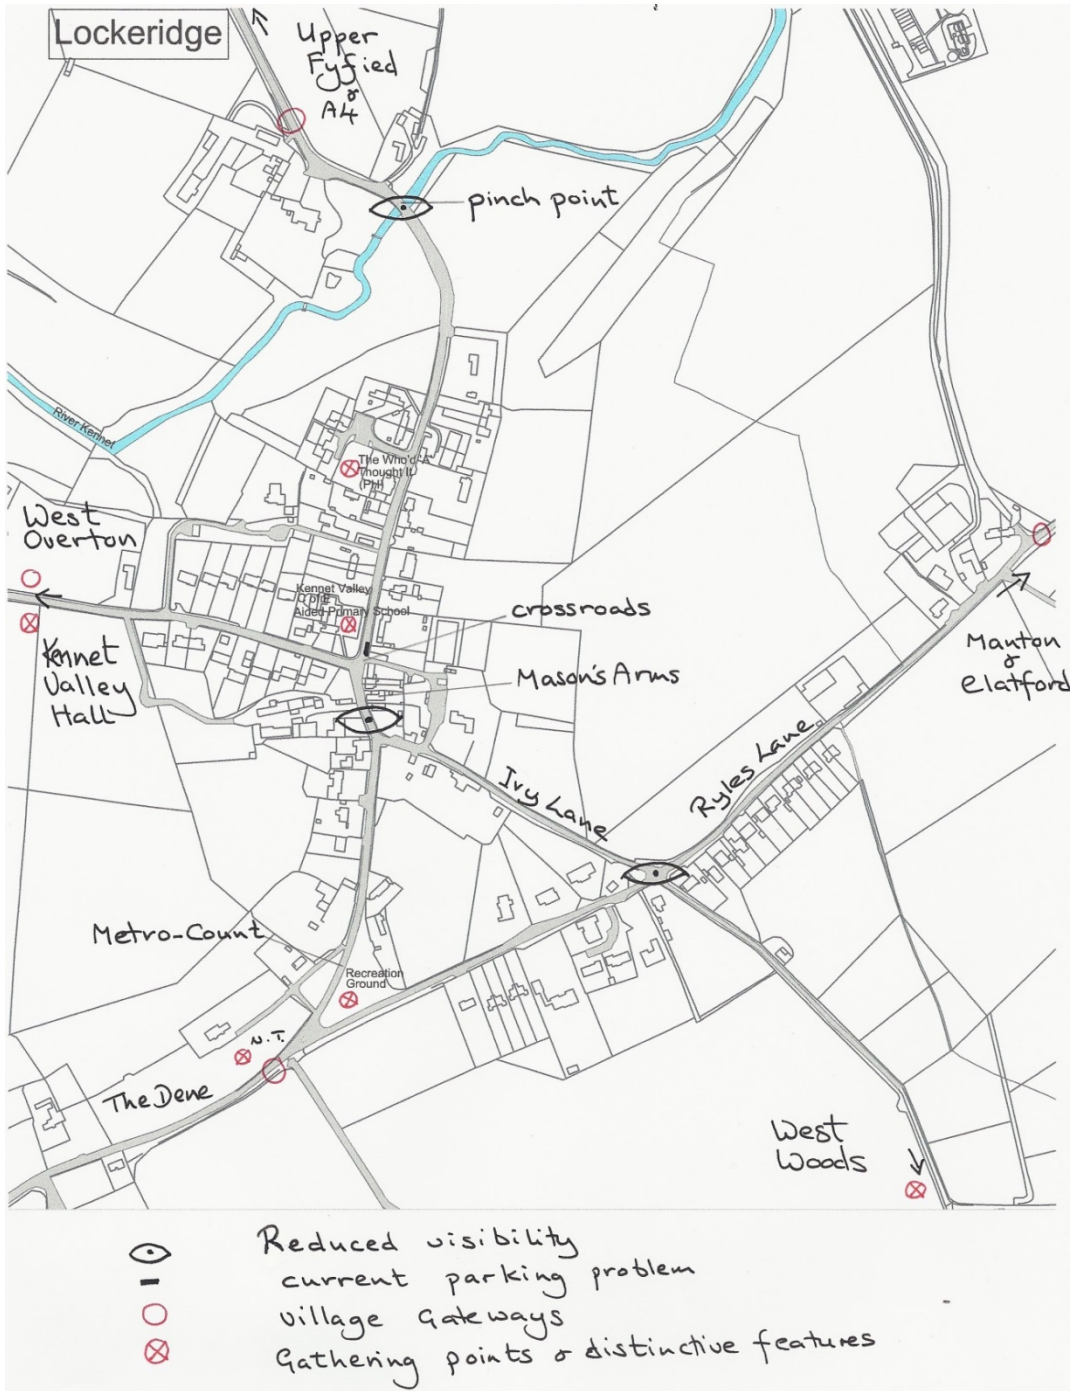 Lockeridge
Upper
Fyfied
&
A4
pinch point
River Kennet
The Who'd 'A'
Thought It
(PH)
West
Overton
Kennet Valley
C of E
Aided Primary School
crossroads
Kennet
Valley
Hall
Mason's Arms
Manton
&
Clatford
Ryles Lane
Ivy Lane
Metro-Count
Recreation
Ground
N.T.
The Dene
West
Woods
Reduced visibility
current parking problem
village Gateways
Gathering points & distinctive features